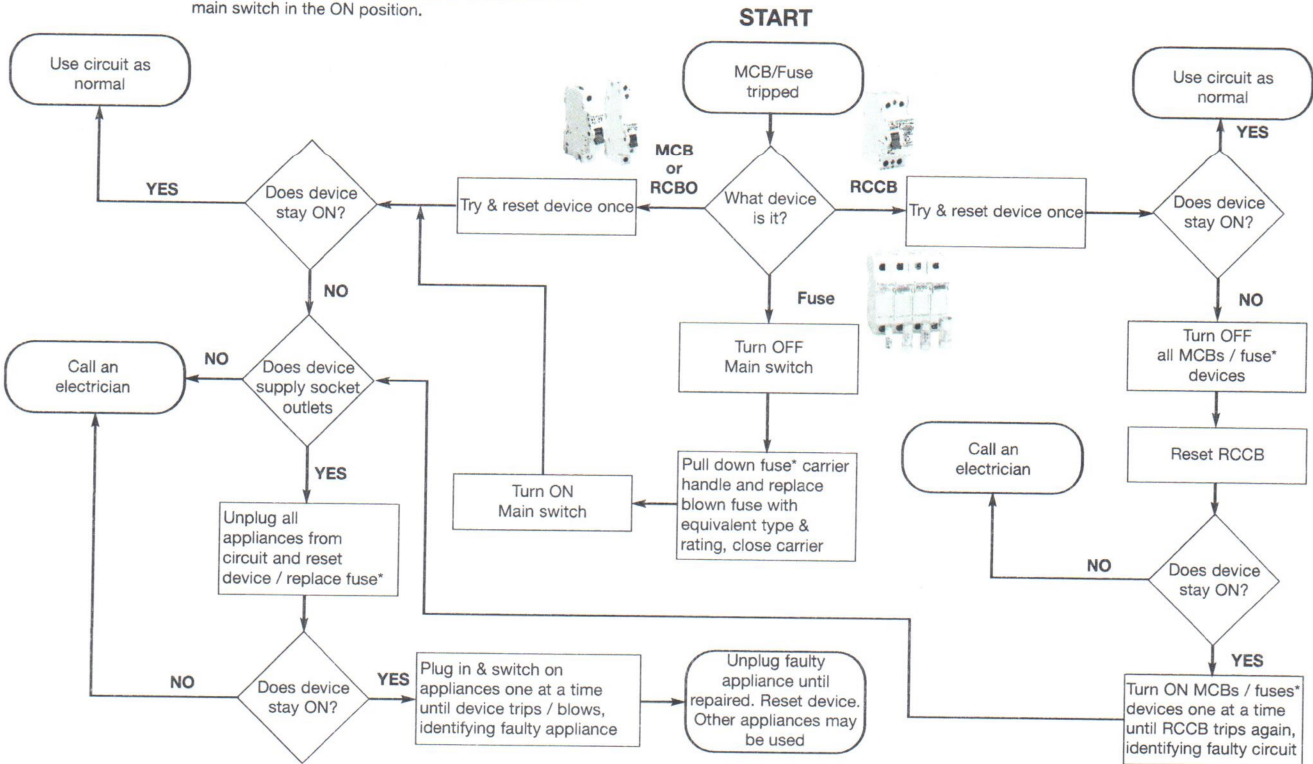 main switch in the ON position.
START
MCB/Fuse
tripped
What device
is it?
MCB
or
RCBO
RCCB
Fuse
Try & reset device once
Does device
stay ON?
YES
Use circuit as
normal
NO
Does device
supply socket
outlets
NO
Call an
electrician
YES
Unplug all
appliances from
circuit and reset
device / replace fuse*
Does device
stay ON?
NO
YES
Plug in & switch on
appliances one at a time
until device trips / blows,
identifying faulty appliance
Unplug faulty
appliance until
repaired. Reset device.
Other appliances may
be used
Turn OFF
Main switch
Pull down fuse* carrier
handle and replace
blown fuse with
equivalent type &
rating, close carrier
Turn ON
Main switch
Try & reset device once
Does device
stay ON?
YES
Use circuit as
normal
NO
Turn OFF
all MCBs / fuse*
devices
Reset RCCB
Does device
stay ON?
NO
Call an
electrician
YES
Turn ON MCBs / fuses*
devices one at a time
until RCCB trips again,
identifying faulty circuit